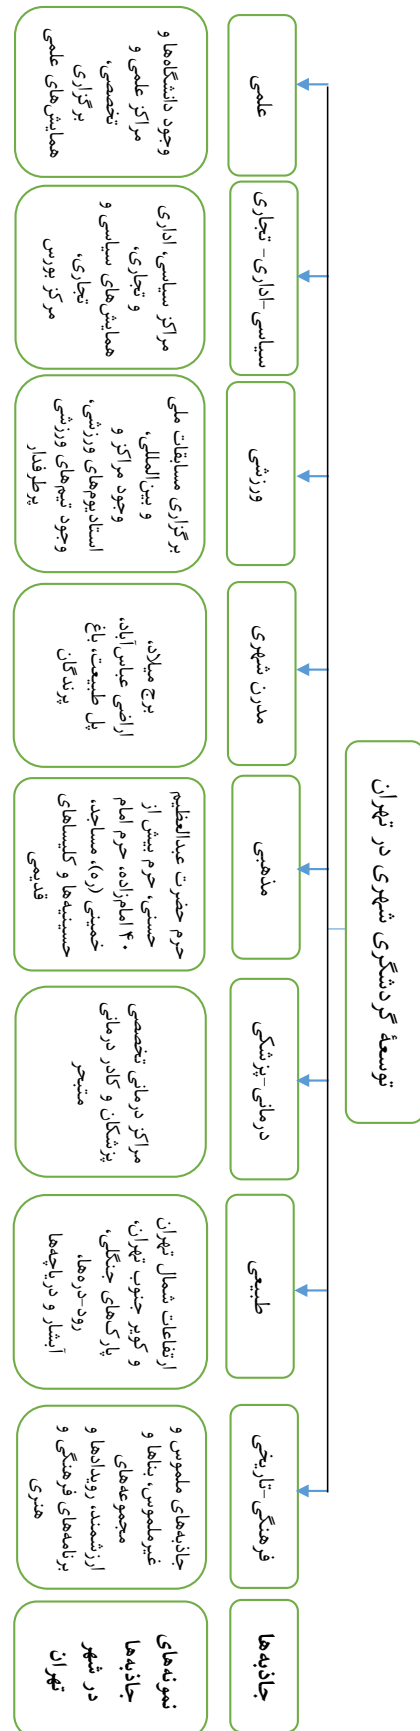 توسعهٔ گردشگری شهری در تهران
جاذبه‌ها
فرهنگی-تاریخی
طبیعی
درمانی-پزشکی
مذهبی
مدرن شهری
ورزشی
سیاسی-اداری- تجاری
علمی
نمونه‌های
جاذبه‌ها
در شهر
تهران
جاذبه‌های ملموس و
غیرملموس، بناها و
مجموعه‌های
ارزشمند، رویدادها و
برنامه‌های فرهنگی و
هنری
ارتفاعات شمال تهران
و کویر جنوب تهران،
پارک‌های جنگلی،
رود-دره‌ها،
آبشار و دریاچه‌ها
مراکز درمانی تخصصی
پزشکان و کادر درمانی
متبحر
حرم حضرت عبدالعظیم
حسنی، حرم بیش از
۴۰ امامزاده، حرم امام
خمینی (ره)، مساجد،
حسینیه‌ها و کلیساهای
قدیمی
برج میلاد،
اراضی عباس‌آباد،
پل طبیعت، باغ
پرندگان
برگزاری مسابقات ملی
و بین‌المللی،
وجود مراکز و
استادیوم‌های ورزشی،
وجود تیم‌های ورزشی
پرطرفدار
مراکز سیاسی، اداری
و تجاری،
همایش‌های سیاسی و
تجاری،
مرکز بورس
وجود دانشگاه‌ها و
مراکز علمی و
تخصصی،
برگزاری
همایش‌های علمی